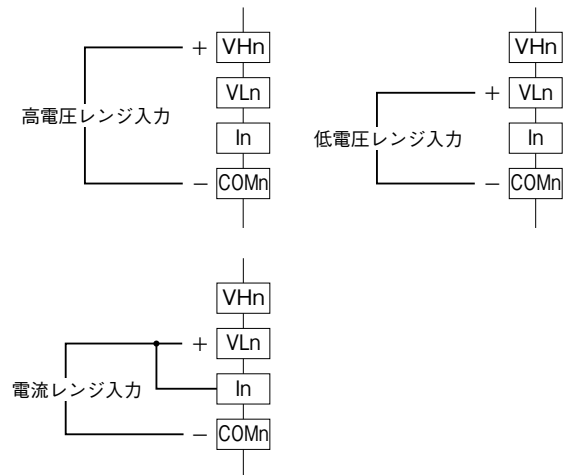 + VHn
VLn
高電圧レンジ入力
In
− COMn
VHn
+ VLn
低電圧レンジ入力
In
− COMn
VHn
+ VLn
電流レンジ入力
In
− COMn